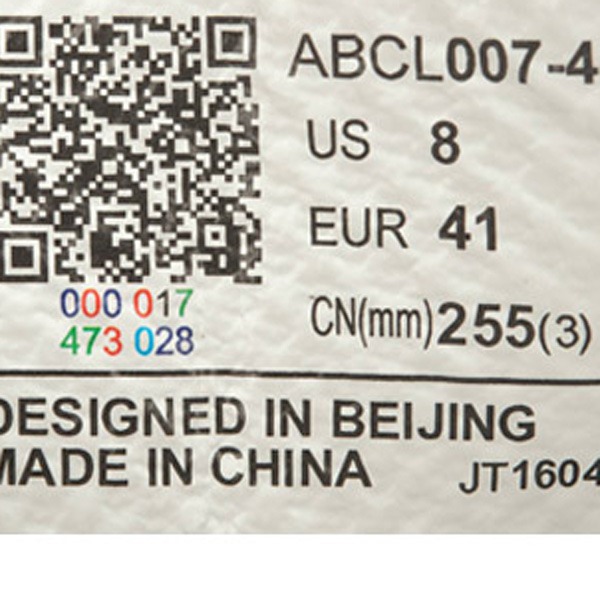 ABCL007-4
US 8
EUR 41
CN(mm)255(3)
000 017
473 028
DESIGNED IN BEIJING
MADE IN CHINA JT1604